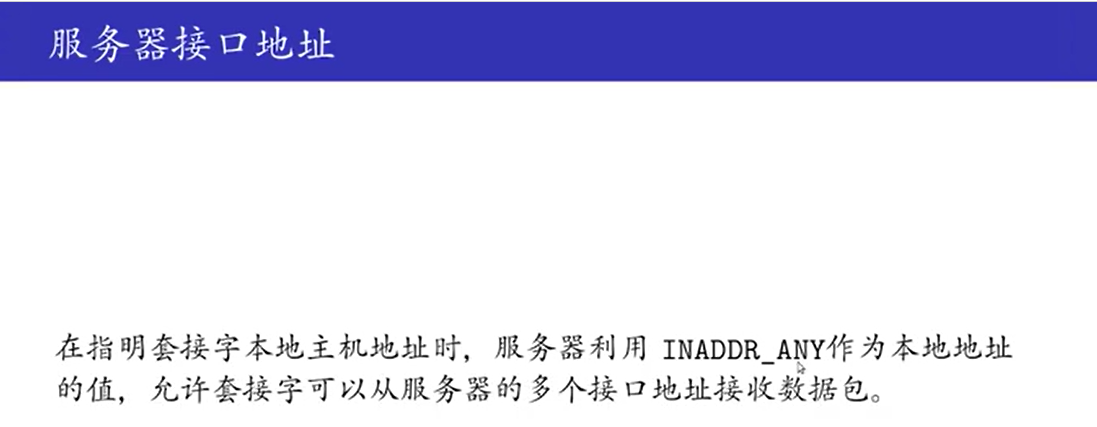 服务器接口地址
在指明套接字本地主机地址时，服务器利用 INADDR_ANY作为本地地址
的值，允许套接字可以从服务器的多个接口地址接收数据包。